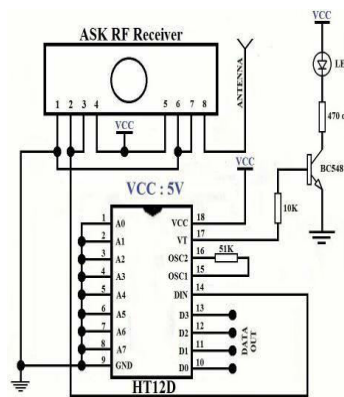 ASK RF Receiver
1 2 3 4 5 6 7 8
VCC
ANTENNA
VCC
LE
470 o
BC548
10K
VCC
VCC : 5V
1 A0 VCC 18
2 A1 VT 17
3 A2 OSC2 16 51K
4 A3 OSC1 15
5 A4 DIN 14
6 A5 D3 13
7 A6 D2 12
8 A7 D1 11
9 GND D0 10
DATA
OUT
HT12D